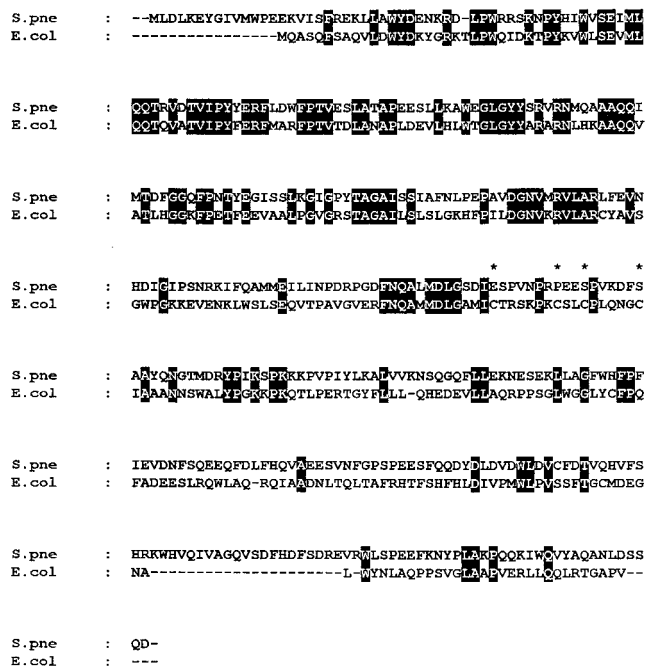 S.pne : --MLDLKEYGIVMWPEEKVISFREKLLAWYDENKRD-LPWRRSKNPYHIWVSEIML
E.col : ----------------MQASQFSAQVLDWYDKYGRKTLPWQIDKTPYKVWLSEVML
S.pne : QQTRVDTVIPYYERFLDWFPTVESLATAPEESLLKAWEGLGYYSRVRNMQAAAQQI
E.col : QQTQVATVIPYFERFMARFPTVTDLANAPLDEVLHLWTGLGYYARARNLHKAAQQV
S.pne : MTDFGGQFPNTYEGISSLKGIGPYTAGAISSIAFNLPEPAVDGNVMRVLARLFEVN
E.col : ATLHGGKFPETFEEVAALPGVGRSTAGAILSLSLGKHFPILDGNVKRVLARCYAVS
* * * *
S.pne : HDIGIPSNRKIFQAMMEILINPDRPGDFNQALMDLGSDIESPVNPRPEESPVKDFS
E.col : GWPGKKEVENKLWSLSEQVTPAVGVERFNQAMMDLGAMICTRSKPKCSLCPLQNGC
S.pne : AAYQNGTMDRYPIKSPKKKPVPIYLKALVVKNSQGQFLLEKNESEKLLAGFWHFPF
E.col : IAAANNSWALYPGKKPKQTLPERTGYFLLL-QHEDEVLLAQRPPSGLWGGLYCFPQ
S.pne : IEVDNFSQEEQFDLFHQVAEESVNFGPSPEESFQQDYDLDVDWLDVCFDTVQHVFS
E.col : FADEESLRQWLAQ-RQIAADNLTQLTAFRHTFSHFHLDIVPMWLPVSSFTGCMDEG
S.pne : HRKWHVQIVAGQVSDFHDFSDREVRWLSPEEFKNYPLAKPQQKIWQVYAQANLDSS
E.col : NA---------------------L-WYNLAQPPSVGLAAPVERLLQQLRTGAPV--
S.pne : QD-
E.col : ---